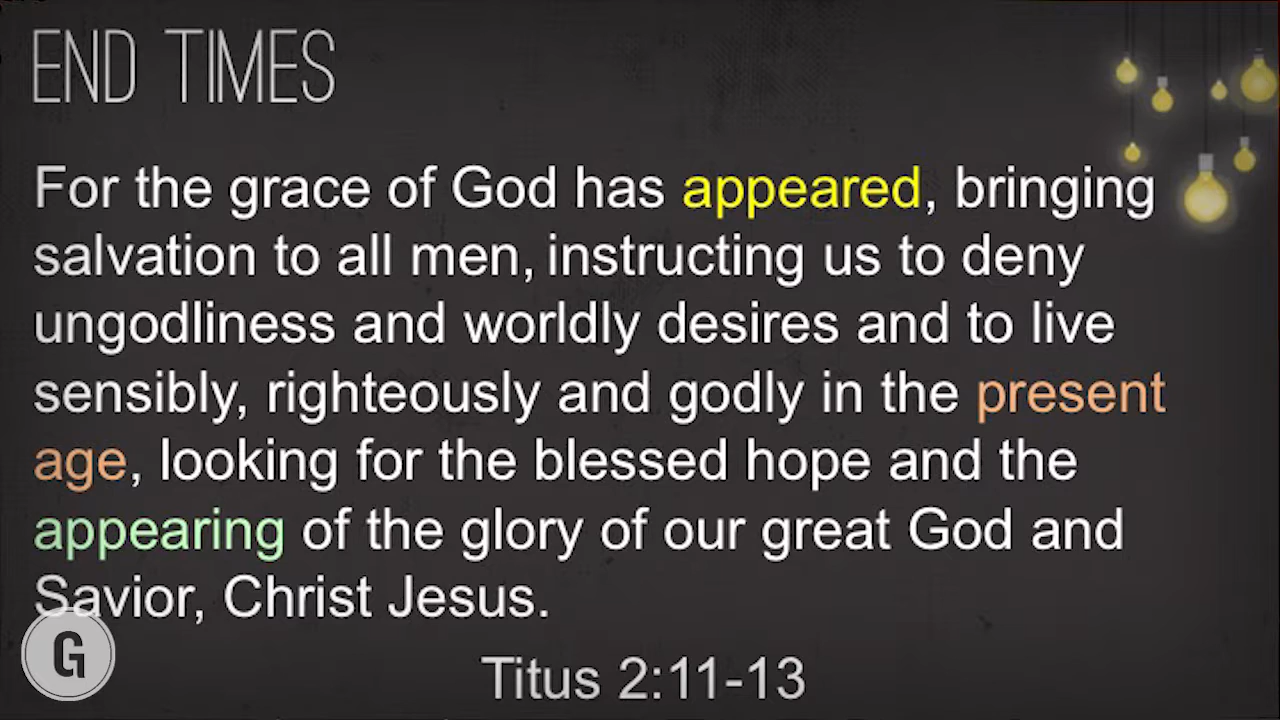 END TIMES
For the grace of God has appeared, bringing
salvation to all men, instructing us to deny
ungodliness and worldly desires and to live
sensibly, righteously and godly in the present
age, looking for the blessed hope and the
appearing of the glory of our great God and
Savior, Christ Jesus.
G
Titus 2:11-13